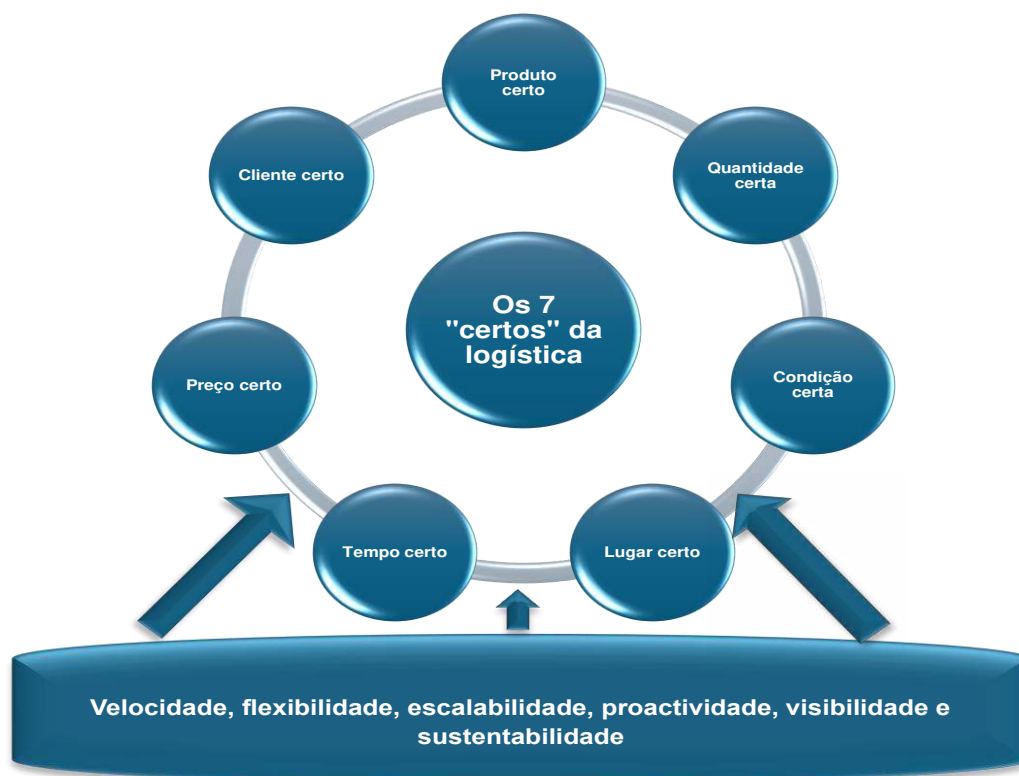 Produto
certo
Quantidade
certa
Condição
certa
Lugar certo
Tempo certo
Preço certo
Cliente certo
Os 7
"certos" da
logística
Velocidade, flexibilidade, escalabilidade, proactividade, visibilidade e
sustentabilidade